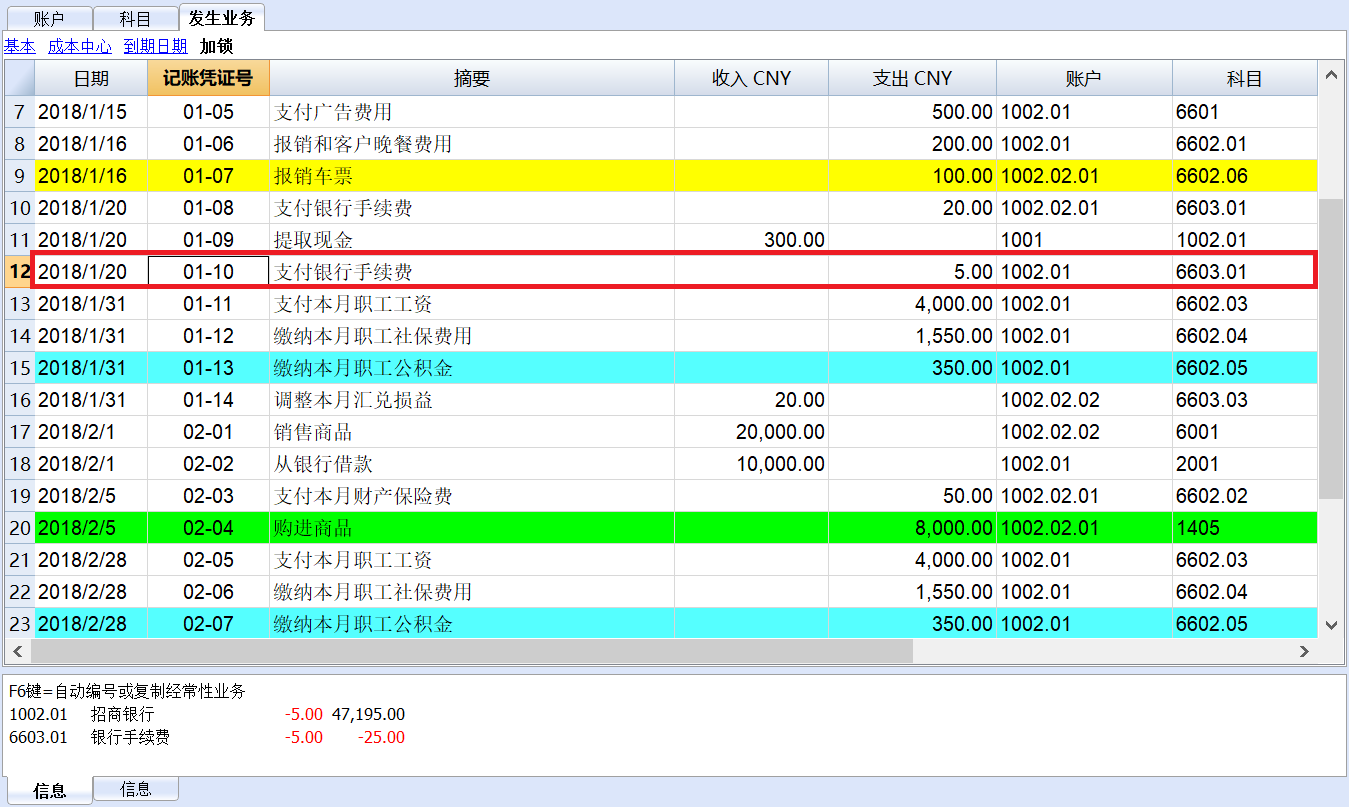 账户 科目 发生业务
基本 成本中心 到期日期 加锁
日期 记账凭证号 摘要 收入 CNY 支出 CNY 账户 科目
7 2018/1/15 01-05 支付广告费用 500.00 1002.01 6601
8 2018/1/16 01-06 报销和客户晚餐费用 200.00 1002.01 6602.01
9 2018/1/16 01-07 报销车票 100.00 1002.02.01 6602.06
10 2018/1/20 01-08 支付银行手续费 20.00 1002.02.01 6603.01
11 2018/1/20 01-09 提取现金 300.00 1001 1002.01
12 2018/1/20 01-10 支付银行手续费 5.00 1002.01 6603.01
13 2018/1/31 01-11 支付本月职工工资 4,000.00 1002.01 6602.03
14 2018/1/31 01-12 缴纳本月职工社保费用 1,550.00 1002.01 6602.04
15 2018/1/31 01-13 缴纳本月职工公积金 350.00 1002.01 6602.05
16 2018/1/31 01-14 调整本月汇兑损益 20.00 1002.02.02 6603.03
17 2018/2/1 02-01 销售商品 20,000.00 1002.02.02 6001
18 2018/2/1 02-02 从银行借款 10,000.00 1002.01 2001
19 2018/2/5 02-03 支付本月财产保险费 50.00 1002.02.01 6602.02
20 2018/2/5 02-04 购进商品 8,000.00 1002.02.01 1405
21 2018/2/28 02-05 支付本月职工工资 4,000.00 1002.01 6602.03
22 2018/2/28 02-06 缴纳本月职工社保费用 1,550.00 1002.01 6602.04
23 2018/2/28 02-07 缴纳本月职工公积金 350.00 1002.01 6602.05
F6键=自动编号或复制经常性业务
1002.01 招商银行 -5.00 47,195.00
6603.01 银行手续费 -5.00 -25.00
信息 信息